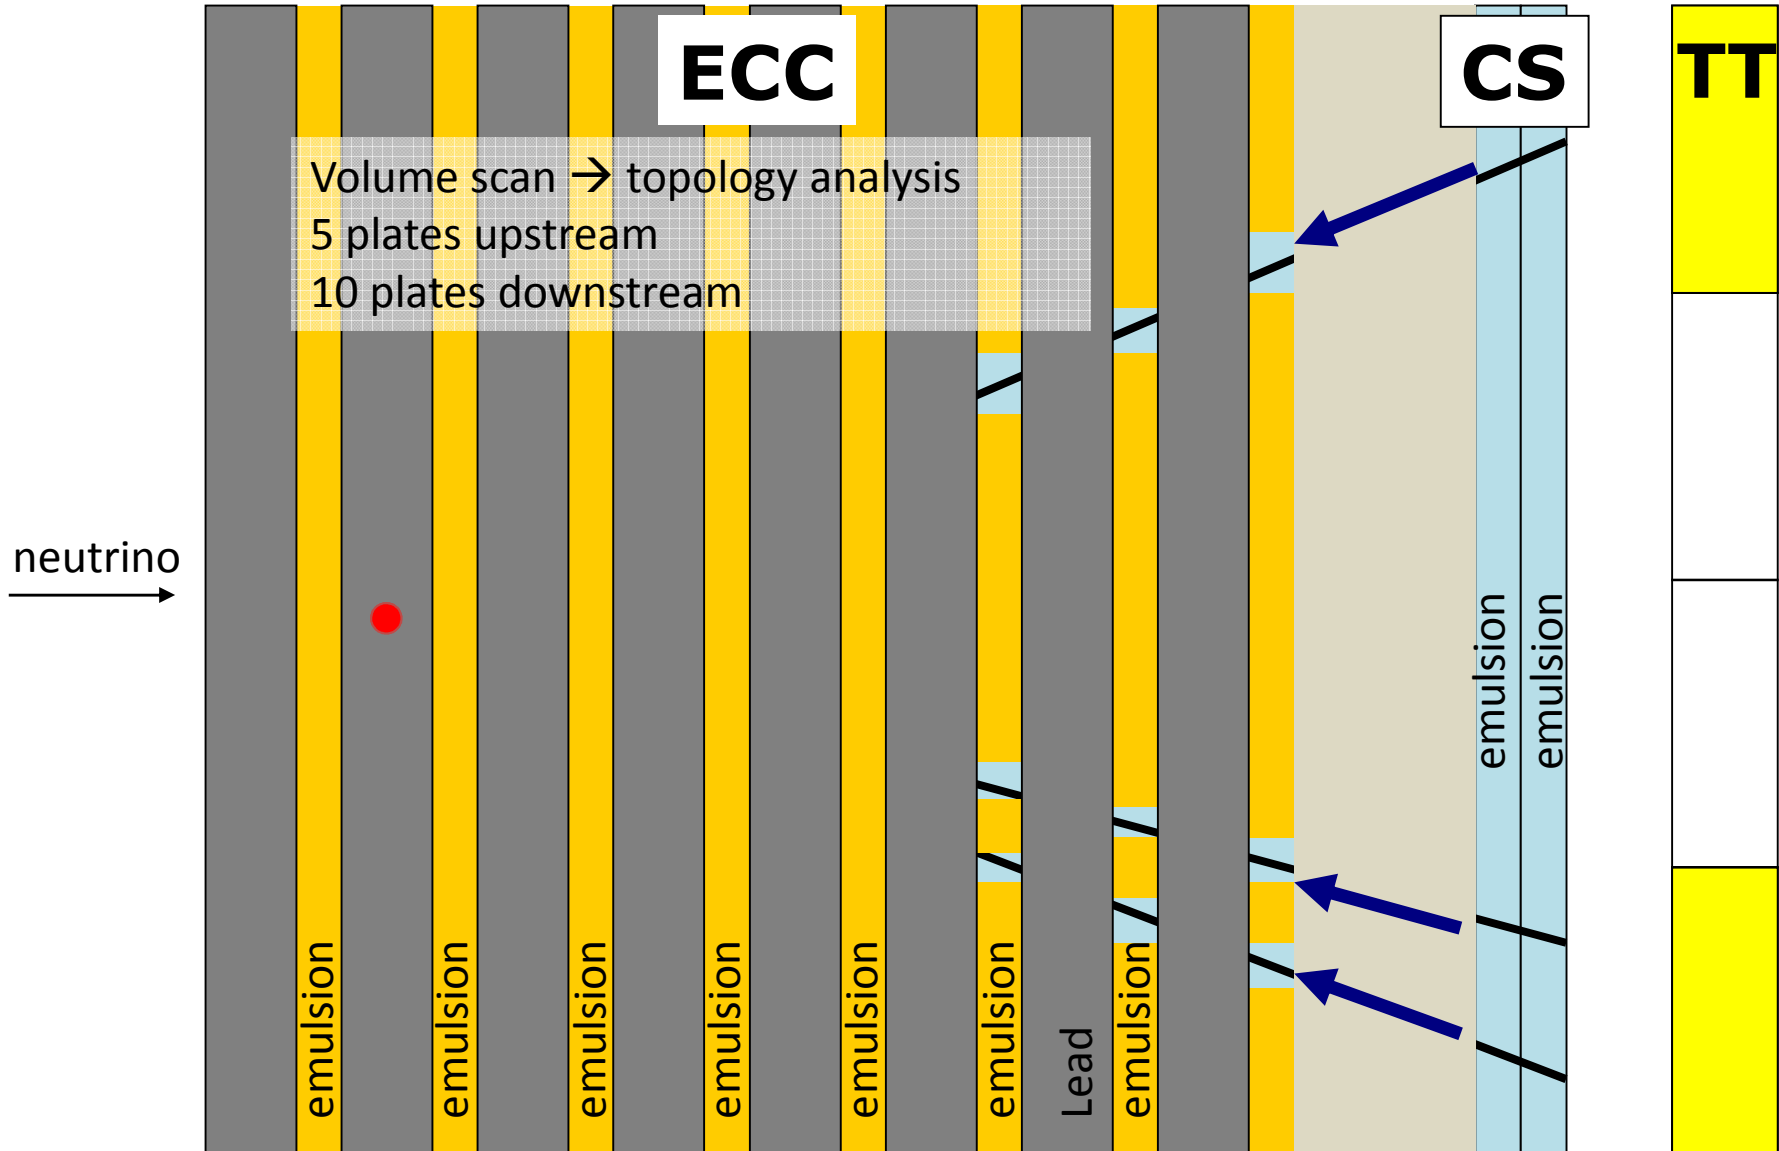 ECC
CS
TT
Volume scan → topology analysis
5 plates upstream
10 plates downstream
neutrino
emulsion
emulsion
emulsion
emulsion
emulsion
emulsion
Lead
emulsion
emulsion
emulsion